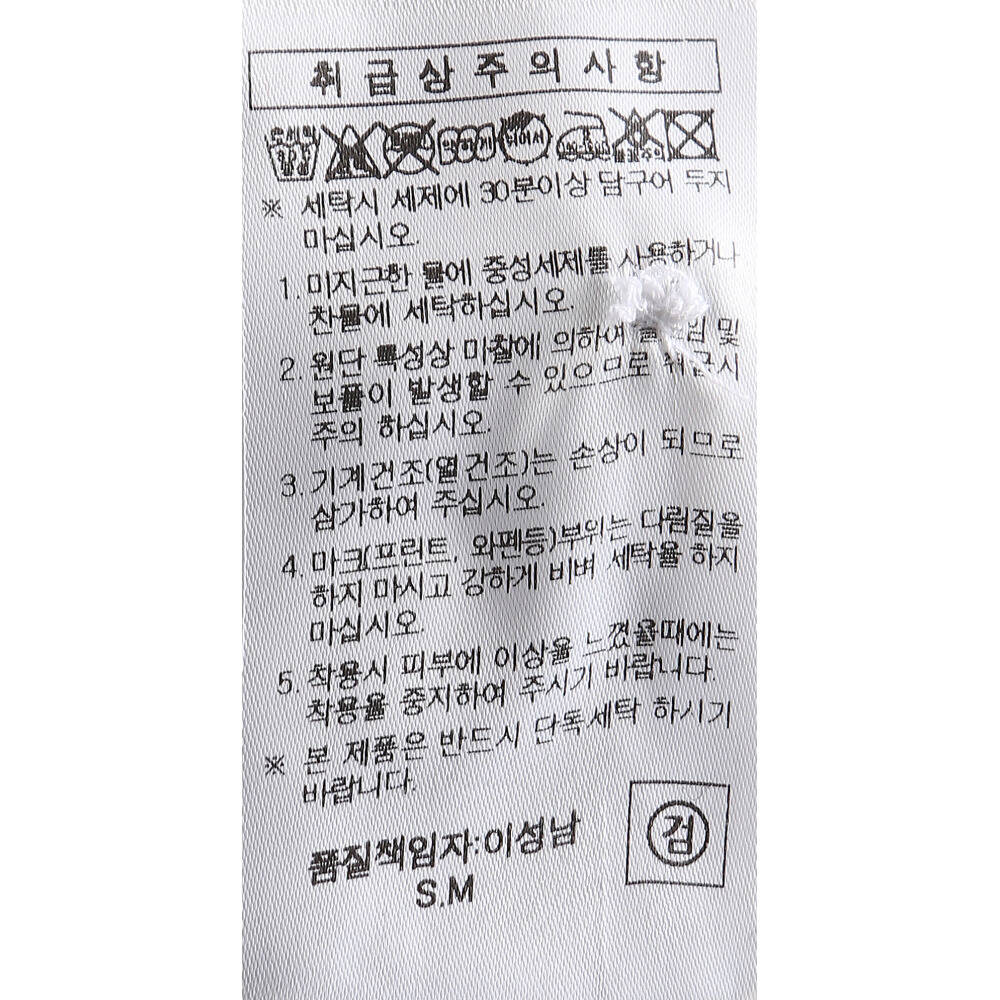 취급상주의사항
손세탁 약하게 뉘어서
※ 세탁시 세제에 30분이상 담구어 두지
마십시오.
1. 미지근한 물에 중성세제를 사용하거나
찬물에 세탁하십시오.
2. 원단 특성상 마찰에 의하여 및
보풀이 발생할 수 있으므로 취급시
주의 하십시오.
3. 기계건조(열건조)는 손상이 되므로
삼가하여 주십시오.
4. 마크(프린트, 와펜등)부위는 다림질을
하지 마시고 강하게 비벼 세탁을 하지
마십시오.
5. 착용시 피부에 이상을 느꼈을때에는
착용을 중지하여 주시기 바랍니다.
※ 본 제품은 반드시 단독세탁 하시기
바랍니다.
품질책임자:이성남
S.M
검